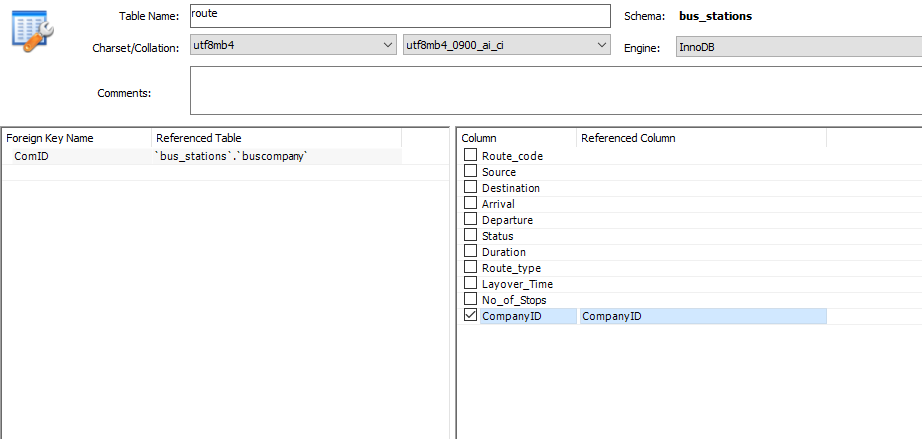 Table Name: route Schema: bus_stations
Charset/Collation: utf8mb4 utf8mb4_0900_ai_ci Engine: InnoDB
Comments:
Foreign Key Name Referenced Table
ComID `bus_stations`.`buscompany`
Column Referenced Column
Route_code
Source
Destination
Arrival
Departure
Status
Duration
Route_type
Layover_Time
No_of_Stops
CompanyID CompanyID